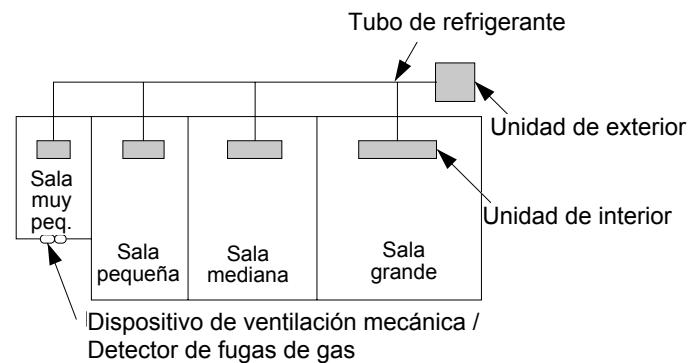 Tubo de refrigerante
Unidad de exterior
Sala
muy
peq.
Sala
pequeña
Sala
mediana
Sala
grande
Unidad de interior
Dispositivo de ventilación mecánica /
Detector de fugas de gas